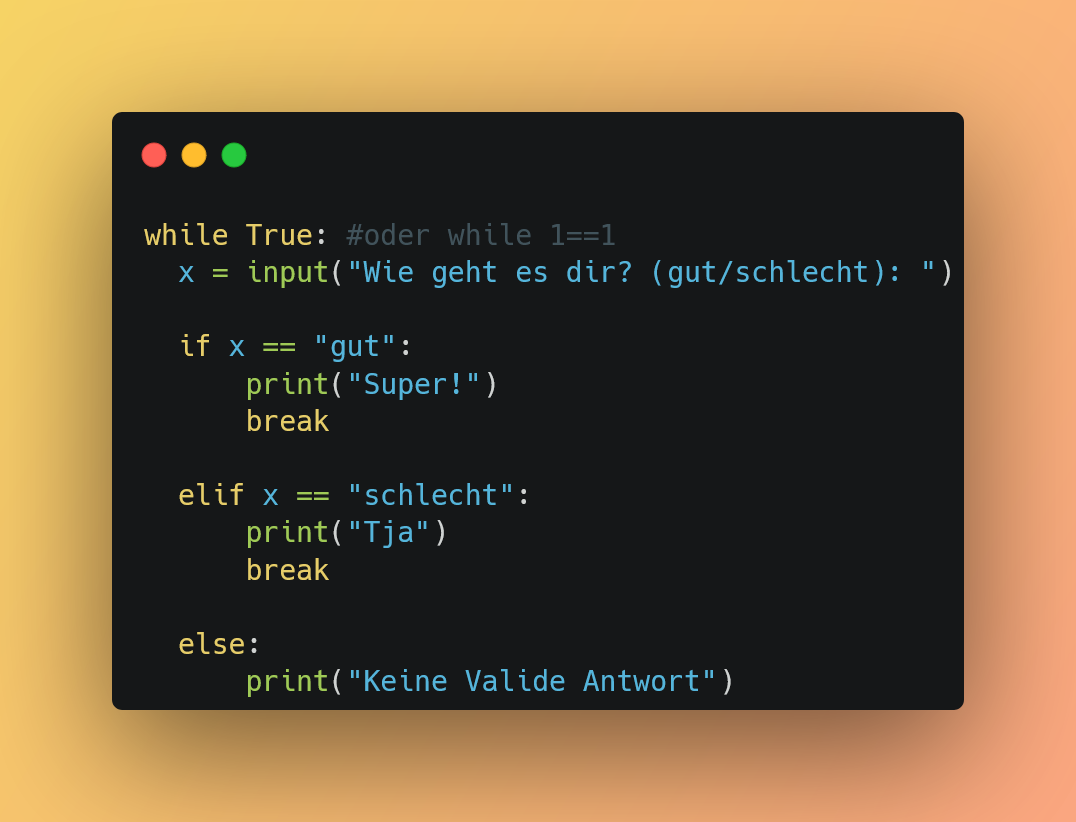 while True: #oder while 1==1
  x = input("Wie geht es dir? (gut/schlecht): ")
  if x == "gut":
      print("Super!")
      break
  elif x == "schlecht":
      print("Tja")
      break
  else:
      print("Keine Valide Antwort")